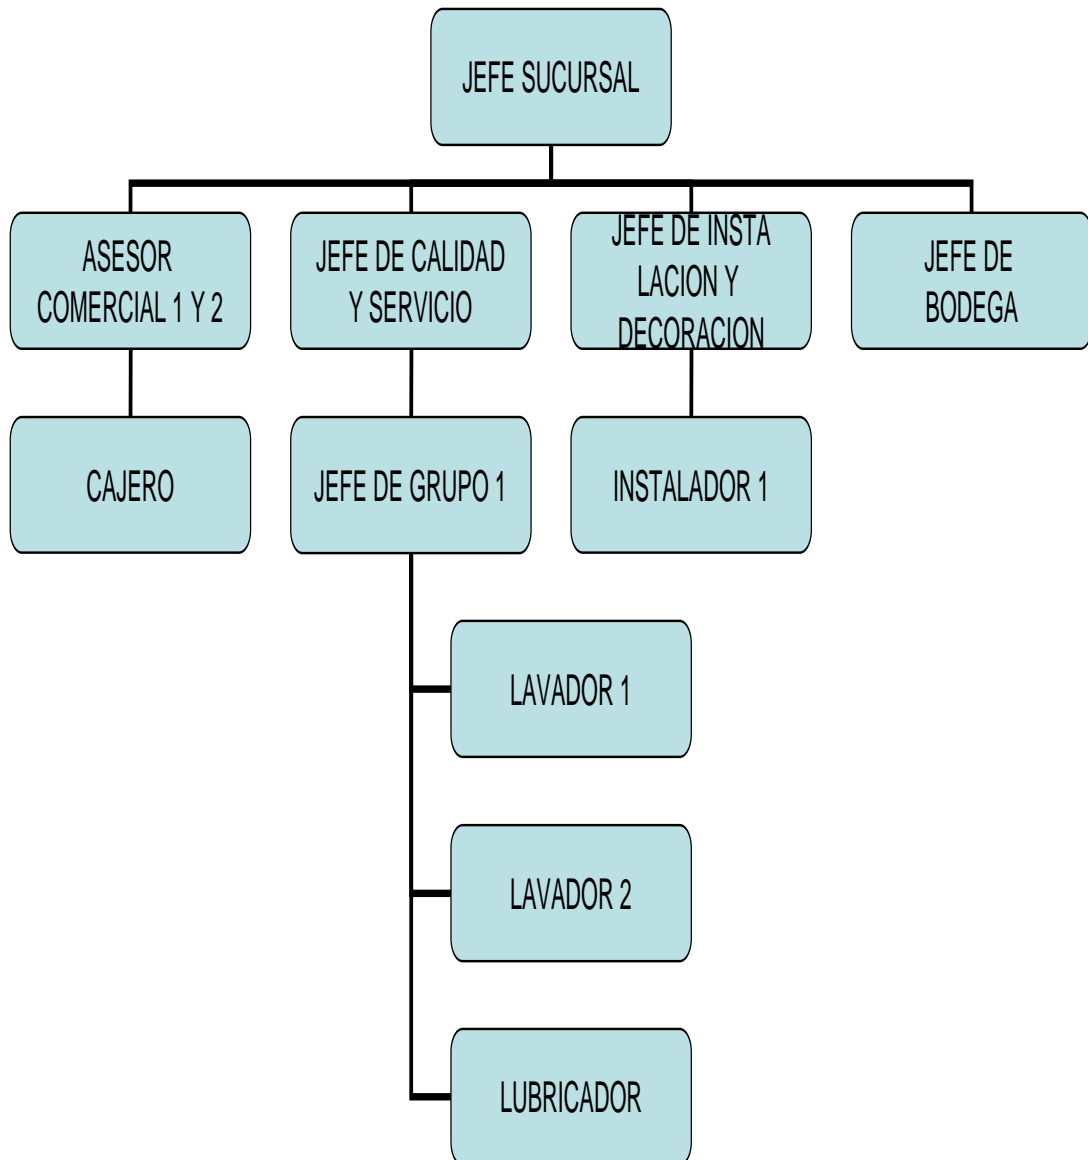 JEFE SUCURSAL
ASESOR
COMERCIAL 1 Y 2
JEFE DE CALIDAD
Y SERVICIO
JEFE DE INSTA
LACION Y
DECORACION
JEFE DE
BODEGA
CAJERO
JEFE DE GRUPO 1
INSTALADOR 1
LAVADOR 1
LAVADOR 2
LUBRICADOR